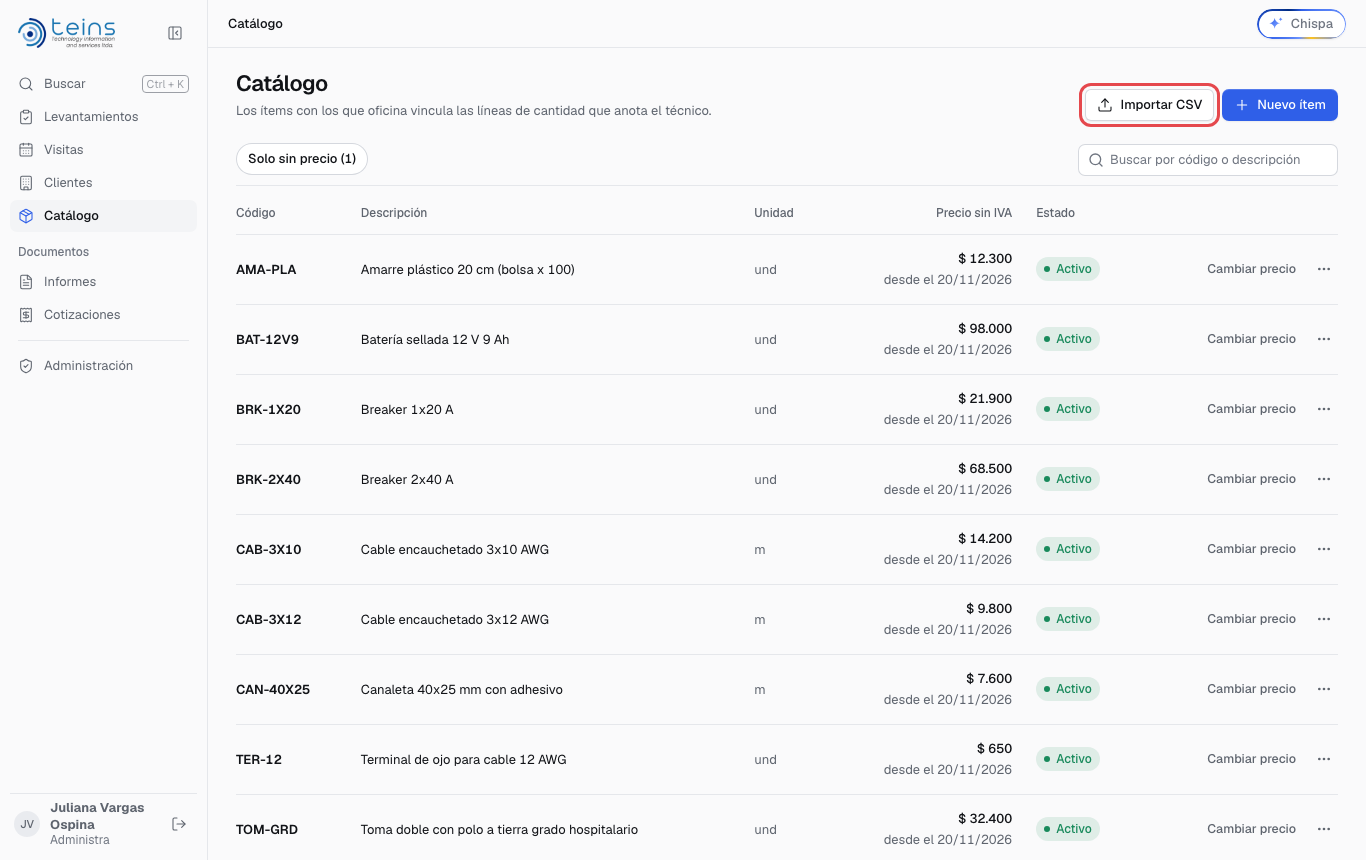 teins
Technology information
and services ltda.
Catálogo
Chispa
Buscar
Ctrl + K
Levantamientos
Visitas
Clientes
Catálogo
Documentos
Informes
Cotizaciones
Administración
Juliana Vargas
Ospina
JV
Administra
Catálogo
Los ítems con los que oficina vincula las líneas de cantidad que anota el técnico.
Importar CSV
Nuevo ítem
Solo sin precio (1)
Buscar por código o descripción
Código Descripción Unidad Precio sin IVA Estado
AMA-PLA Amarre plástico 20 cm (bolsa x 100) und $ 12.300 Activo Cambiar precio
desde el 20/11/2026
BAT-12V9 Batería sellada 12 V 9 Ah und $ 98.000 Activo Cambiar precio
desde el 20/11/2026
BRK-1X20 Breaker 1x20 A und $ 21.900 Activo Cambiar precio
desde el 20/11/2026
BRK-2X40 Breaker 2x40 A und $ 68.500 Activo Cambiar precio
desde el 20/11/2026
CAB-3X10 Cable encauchetado 3x10 AWG m $ 14.200 Activo Cambiar precio
desde el 20/11/2026
CAB-3X12 Cable encauchetado 3x12 AWG m $ 9.800 Activo Cambiar precio
desde el 20/11/2026
CAN-40X25 Canaleta 40x25 mm con adhesivo m $ 7.600 Activo Cambiar precio
desde el 20/11/2026
TER-12 Terminal de ojo para cable 12 AWG und $ 650 Activo Cambiar precio
desde el 20/11/2026
TOM-GRD Toma doble con polo a tierra grado hospitalario und $ 32.400 Activo Cambiar precio
desde el 20/11/2026